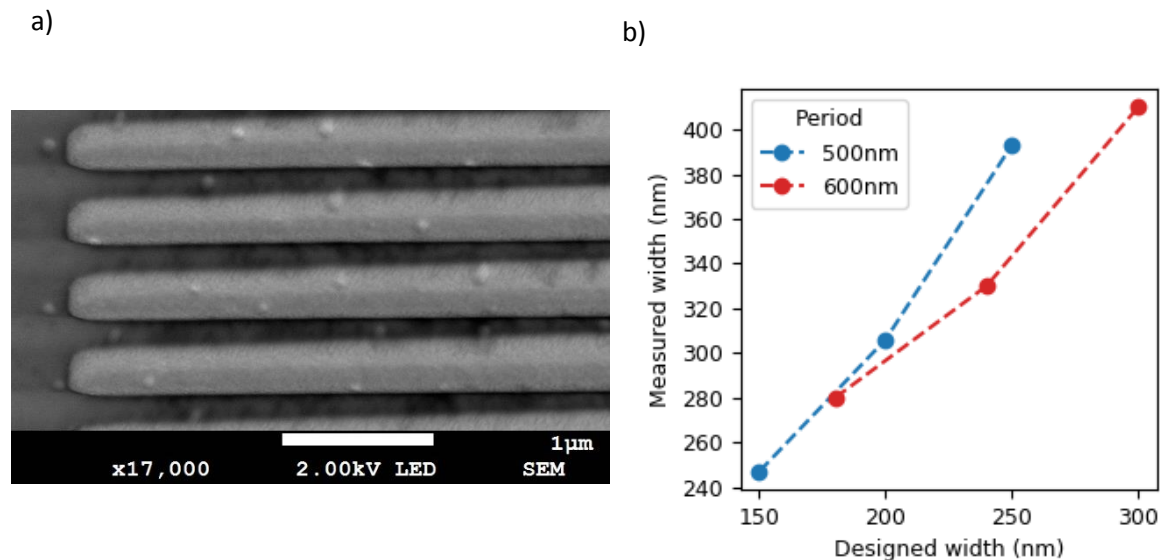 a)
1µm
x17,000 2.00kV LED SEM
b)
Period
500nm
600nm
Measured width (nm)
400
380
360
340
320
300
280
260
240
150 200 250 300
Designed width (nm)